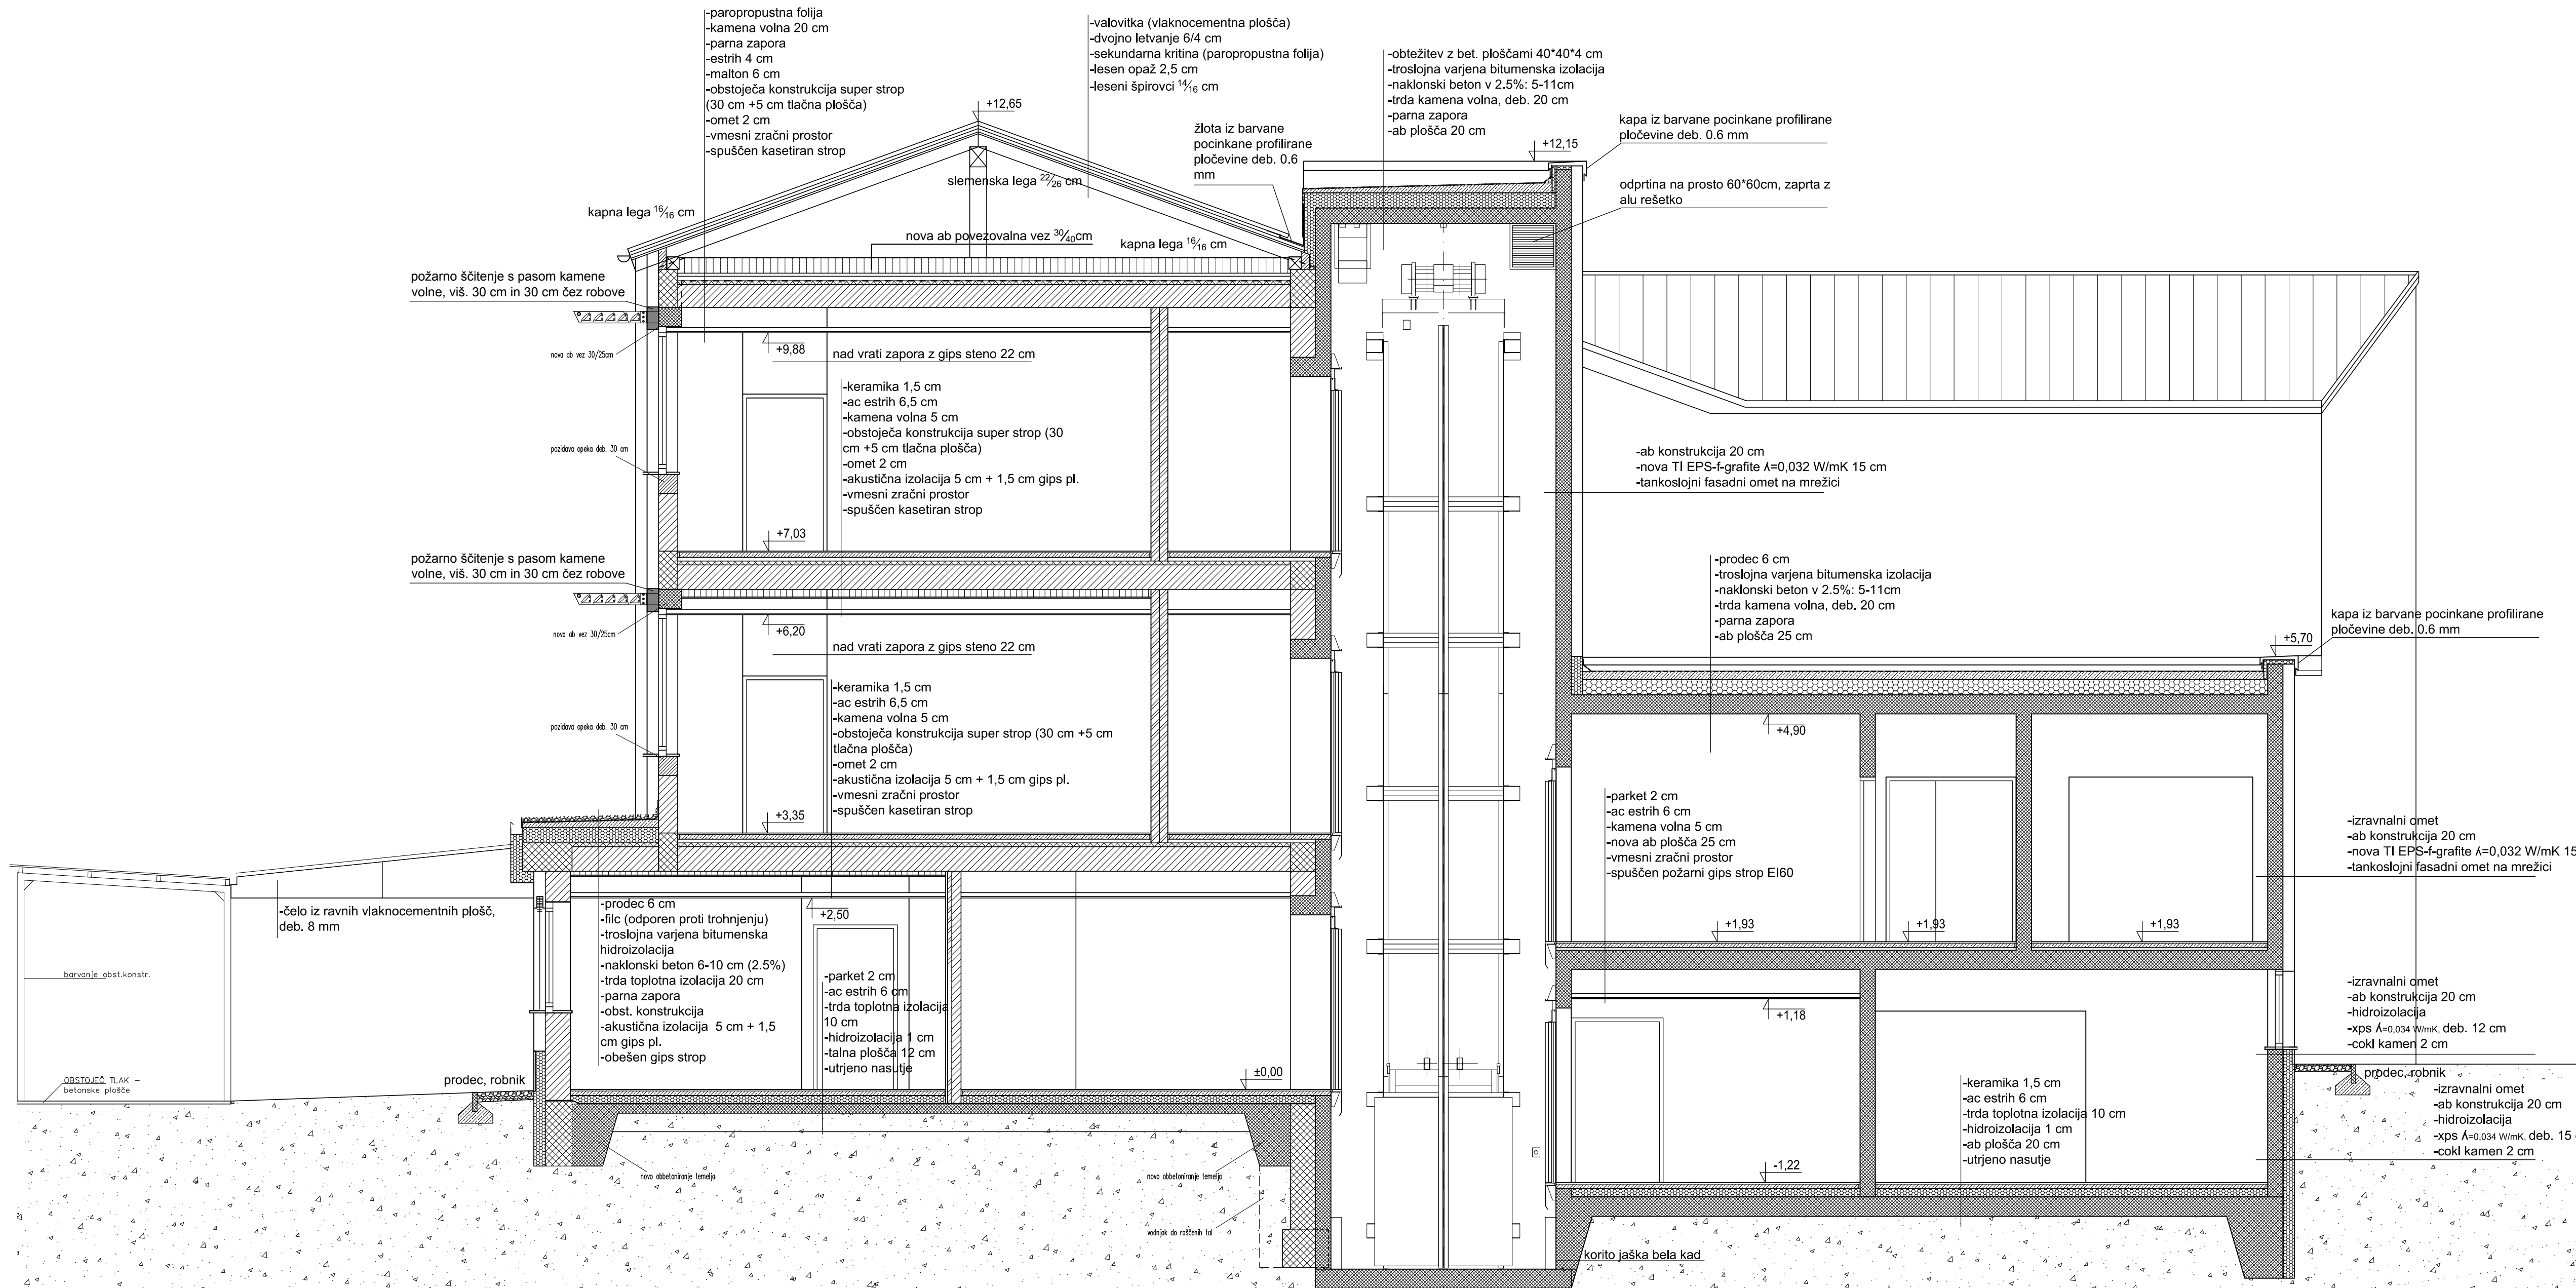 -paropropustna folija
-kamena volna 20 cm
-parna zapora
-estrih 4 cm
-malton 6 cm
-obstoječa konstrukcija super strop
(30 cm +5 cm tlačna plošča)
-omet 2 cm
-vmesni zračni prostor
-spuščen kasetiran strop
-valovitka (vlaknocementna plošča)
-dvojno letvanje 6/4 cm
-sekundarna kritina (paropropustna folija)
-lesen opaž 2,5 cm
-leseni špirovci 14/16 cm
-obtežitev z bet. ploščami 40*40*4 cm
-troslojna varjena bitumenska izolacija
-naklonski beton v 2.5%: 5-11cm
-trda kamena volna, deb. 20 cm
-parna zapora
-ab plošča 20 cm
+12,65
žlota iz barvane
pocinkane profilirane
pločevine deb. 0.6
mm
+12,15
kapa iz barvane pocinkane profilirane
pločevine deb. 0.6 mm
odprtina na prosto 60*60cm, zaprta z
alu rešetko
slemenska lega 22/26 cm
kapna lega 16/16 cm
nova ab povezovalna vez 30/40cm
kapna lega 16/16 cm
požarno ščitenje s pasom kamene
volne, viš. 30 cm in 30 cm čez robove
nova ab vez 30/25cm
+9,88
nad vrati zapora z gips steno 22 cm
-keramika 1,5 cm
-ac estrih 6,5 cm
-kamena volna 5 cm
-obstoječa konstrukcija super strop (30
cm +5 cm tlačna plošča)
-omet 2 cm
-akustična izolacija 5 cm + 1,5 cm gips pl.
-vmesni zračni prostor
-spuščen kasetiran strop
pozidava opeka deb. 30 cm
+7,03
-ab konstrukcija 20 cm
-nova TI EPS-f-grafite λ=0,032 W/mK 15 cm
-tankoslojni fasadni omet na mrežici
požarno ščitenje s pasom kamene
volne, viš. 30 cm in 30 cm čez robove
nova ab vez 30/25cm
+6,20
nad vrati zapora z gips steno 22 cm
-prodec 6 cm
-troslojna varjena bitumenska izolacija
-naklonski beton v 2.5%: 5-11cm
-trda kamena volna, deb. 20 cm
-parna zapora
-ab plošča 25 cm
kapa iz barvane pocinkane profilirane
pločevine deb. 0.6 mm
+5,70
-keramika 1,5 cm
-ac estrih 6,5 cm
-kamena volna 5 cm
-obstoječa konstrukcija super strop (30 cm +5 cm
tlačna plošča)
-omet 2 cm
-akustična izolacija 5 cm + 1,5 cm gips pl.
-vmesni zračni prostor
-spuščen kasetiran strop
pozidava opeka deb. 30 cm
+4,90
+3,35
-parket 2 cm
-ac estrih 6 cm
-kamena volna 5 cm
-nova ab plošča 25 cm
-vmesni zračni prostor
-spuščen požarni gips strop EI60
-izravnalni omet
-ab konstrukcija 20 cm
-nova TI EPS-f-grafite λ=0,032 W/mK 15
-tankoslojni fasadni omet na mrežici
-čelo iz ravnih vlaknocementnih plošč,
deb. 8 mm
-prodec 6 cm
-filc (odporen proti trohnjenju)
-troslojna varjena bitumenska
hidroizolacija
-naklonski beton 6-10 cm (2.5%)
-trda toplotna izolacija 20 cm
-parna zapora
-obst. konstrukcija
-akustična izolacija 5 cm + 1,5
cm gips pl.
-obešen gips strop
+2,50
+1,93
+1,93
+1,93
barvanje obst.konstr.
-parket 2 cm
-ac estrih 6 cm
-trda toplotna izolacija
10 cm
-hidroizolacija 1 cm
-talna plošča 12 cm
-utrjeno nasutje
+1,18
-izravnalni omet
-ab konstrukcija 20 cm
-hidroizolacija
-xps λ=0,034 W/mK, deb. 12 cm
-cokl kamen 2 cm
OBSTOJEČ TLAK -
betonske plošče
prodec, robnik
±0,00
prodec, robnik
-keramika 1,5 cm
-ac estrih 6 cm
-trda toplotna izolacija 10 cm
-hidroizolacija 1 cm
-ab plošča 20 cm
-utrjeno nasutje
-izravnalni omet
-ab konstrukcija 20 cm
-hidroizolacija
-xps λ=0,034 W/mK, deb. 15
-cokl kamen 2 cm
novo obbetoniranje temelja
novo obbetoniranje temelja
-1,22
vodnjak do raščenih tal
korito jaška bela kad